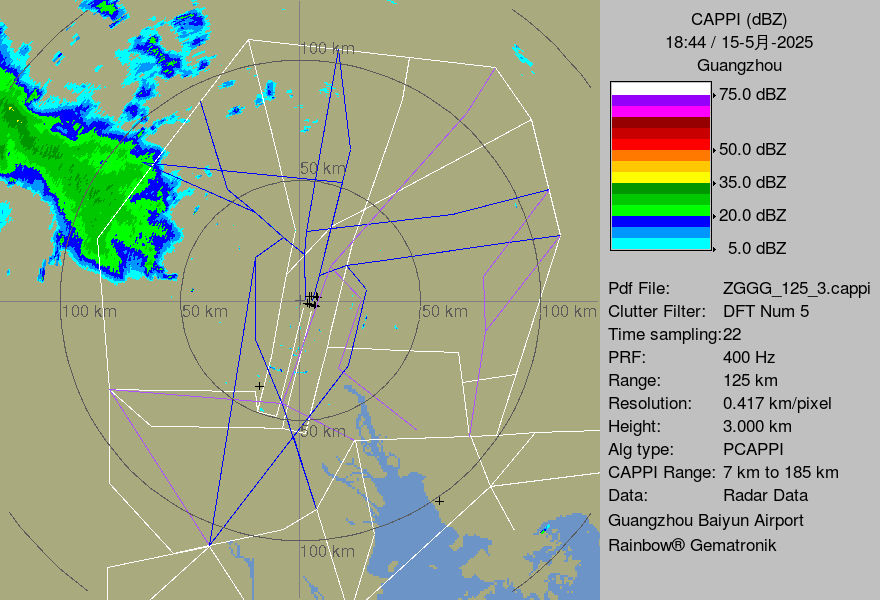 CAPPI (dBZ)
18:44 / 15-5月-2025
Guangzhou
75.0 dBZ
50.0 dBZ
35.0 dBZ
20.0 dBZ
5.0 dBZ
Pdf File: ZGGG_125_3.cappi
Clutter Filter: DFT Num 5
Time sampling:22
PRF: 400 Hz
Range: 125 km
Resolution: 0.417 km/pixel
Height: 3.000 km
Alg type: PCAPPI
CAPPI Range: 7 km to 185 km
Data: Radar Data
Guangzhou Baiyun Airport
Rainbow® Gematronik
100 km
50 km
100 km
50 km
50 km
100 km
50 km
100 km